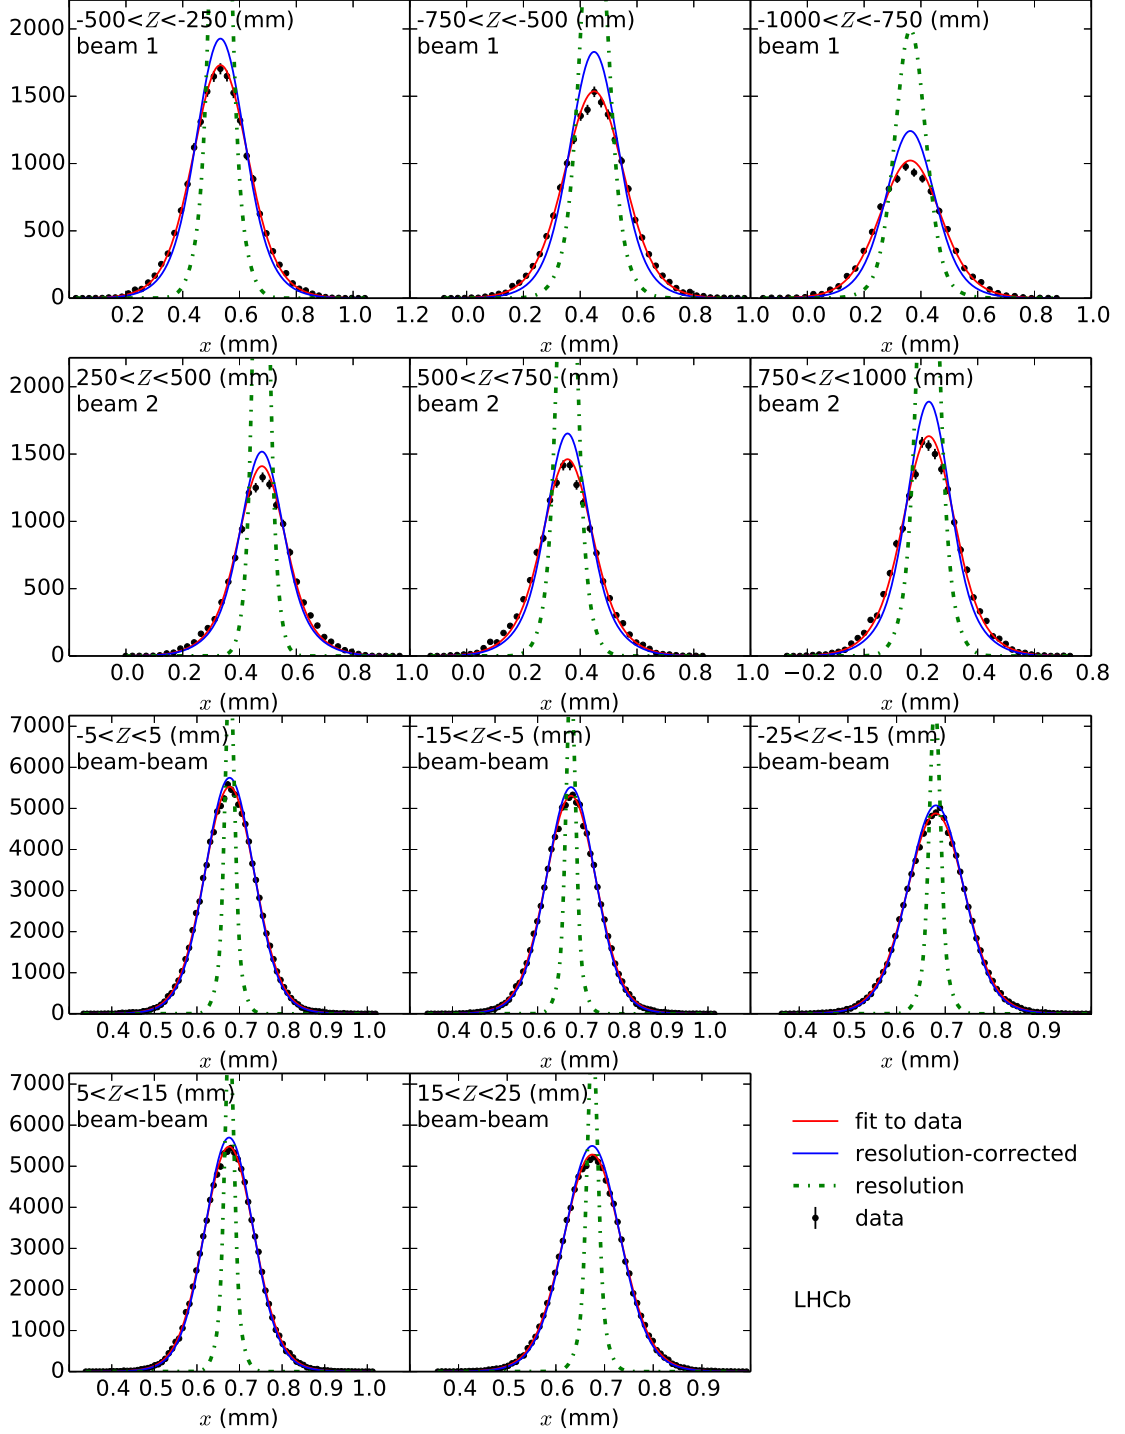 -500<Z<-250 (mm)
beam 1
-750<Z<-500 (mm)
beam 1
-1000<Z<-750 (mm)
beam 1
2000
1500
1000
500
0
0.2 0.4 0.6 0.8 1.0 1.2
0.0 0.2 0.4 0.6 0.8 1.0
0.0 0.2 0.4 0.6 0.8 1.0
x (mm)
x (mm)
x (mm)
250<Z<500 (mm)
beam 2
500<Z<750 (mm)
beam 2
750<Z<1000 (mm)
beam 2
2000
1500
1000
500
0
0.0 0.2 0.4 0.6 0.8 1.0
0.0 0.2 0.4 0.6 0.8 1.0
−0.2 0.0 0.2 0.4 0.6 0.8
x (mm)
x (mm)
x (mm)
-5<Z<5 (mm)
beam-beam
-15<Z<-5 (mm)
beam-beam
-25<Z<-15 (mm)
beam-beam
7000
6000
5000
4000
3000
2000
1000
0
0.4 0.5 0.6 0.7 0.8 0.9 1.0
0.4 0.5 0.6 0.7 0.8 0.9 1.0
0.4 0.5 0.6 0.7 0.8 0.9
x (mm)
x (mm)
x (mm)
5<Z<15 (mm)
beam-beam
15<Z<25 (mm)
beam-beam
7000
6000
5000
4000
3000
2000
1000
0
0.4 0.5 0.6 0.7 0.8 0.9 1.0
0.4 0.5 0.6 0.7 0.8 0.9
x (mm)
x (mm)
fit to data
resolution-corrected
resolution
data
LHCb